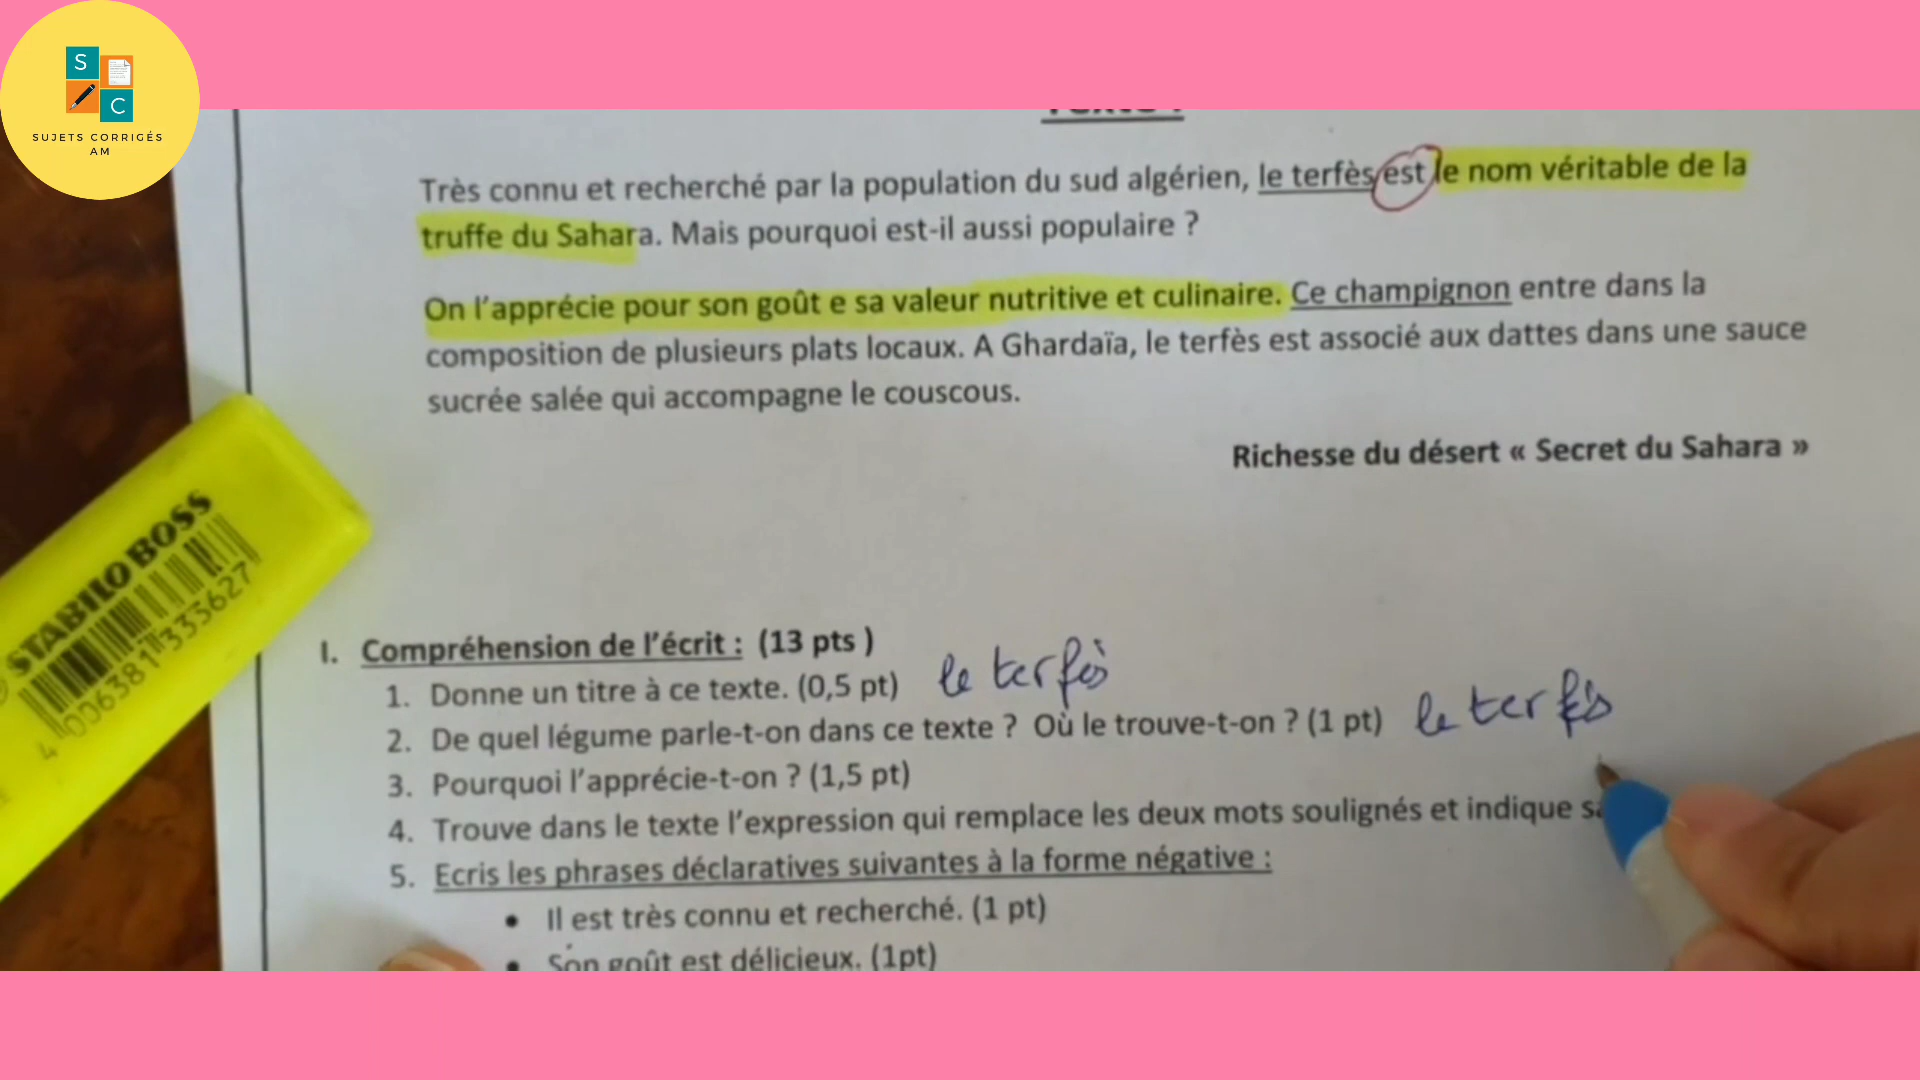 S
C
SUJETS CORRIGÉS
AM
Très connu et recherché par la population du sud algérien, le terfès est le nom véritable de la
truffe du Sahara. Mais pourquoi est-il aussi populaire ?
On l'apprécie pour son goût e sa valeur nutritive et culinaire. Ce champignon entre dans la
composition de plusieurs plats locaux. A Ghardaïa, le terfès est associé aux dattes dans une sauce
sucrée salée qui accompagne le couscous.
Richesse du désert « Secret du Sahara »
STABILO BOSS
4 006381 333627
I. Compréhension de l'écrit : (13 pts )
1. Donne un titre à ce texte. (0,5 pt) le terfès
2. De quel légume parle-t-on dans ce texte ? Où le trouve-t-on ? (1 pt) le terfès
3. Pourquoi l'apprécie-t-on ? (1,5 pt)
4. Trouve dans le texte l'expression qui remplace les deux mots soulignés et indique
5. Ecris les phrases déclaratives suivantes à la forme négative :
• Il est très connu et recherché. (1 pt)
• Son goût est délicieux. (1pt)